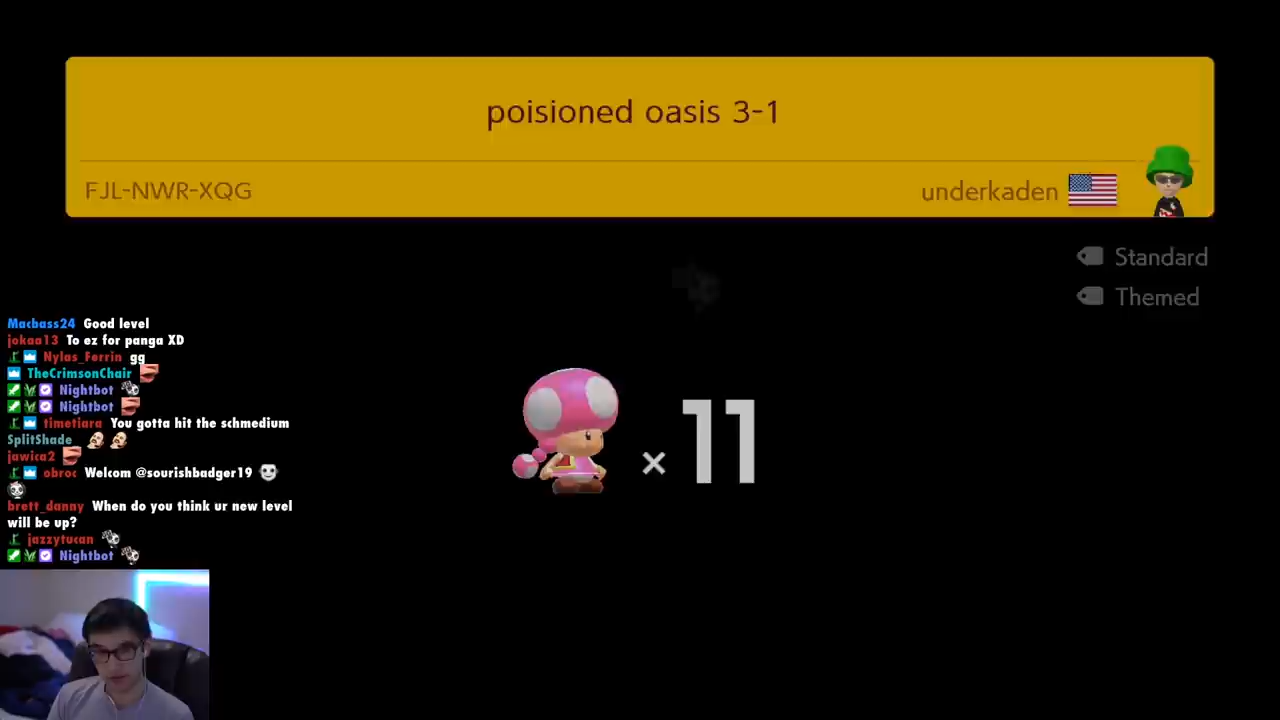 poisioned oasis 3-1
FJL-NWR-XQG
underkaden
Standard
Themed
Macbass24 Good level
jokaa13 To ez for panga XD
Nylas_Ferrin gg
TheCrimsonChair
Nightbot
Nightbot
timetiara You gotta hit the schmedium
SplitShade
jawica2
obroc Welcom @sourishbadger19
brett_danny When do you think ur new level
will be up?
jazzytucan
Nightbot
× 11